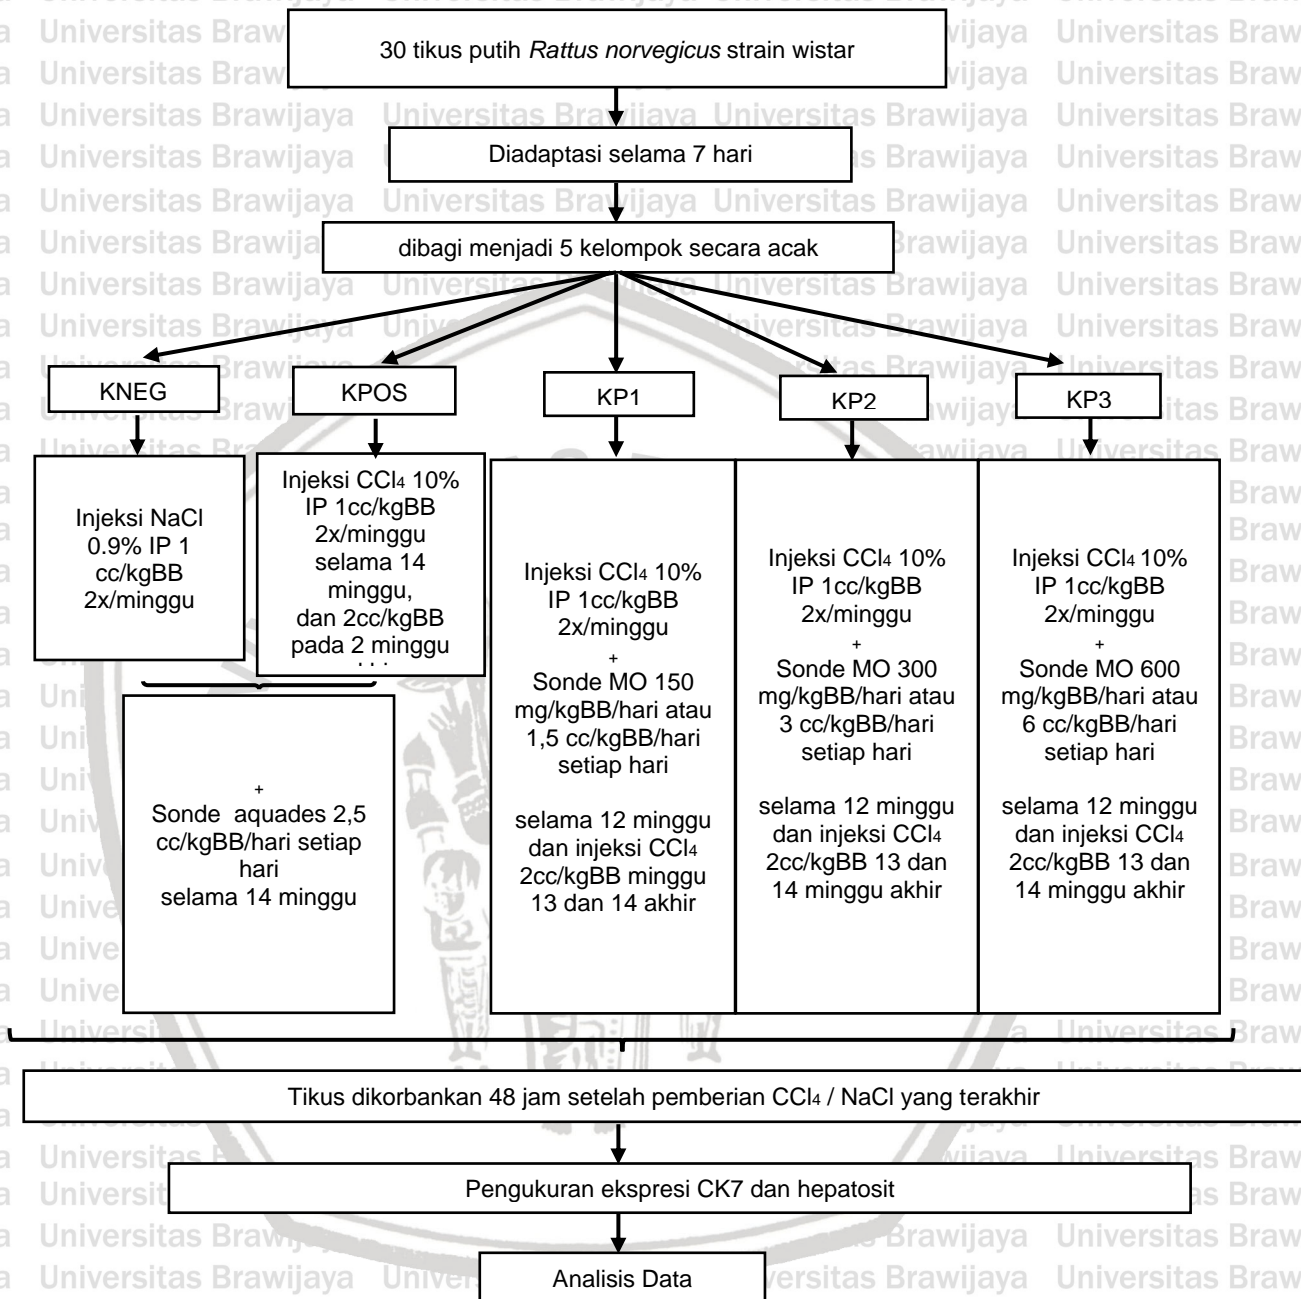 30 tikus putih Rattus norvegicus strain wistar
Diadaptasi selama 7 hari
dibagi menjadi 5 kelompok secara acak
KNEG
KPOS
KP1
KP2
KP3
Injeksi NaCl
0.9% IP 1
cc/kgBB
2x/minggu
Injeksi CCl4 10%
IP 1cc/kgBB
2x/minggu
selama 14
minggu,
dan 2cc/kgBB
pada 2 minggu
+
Sonde aquades 2,5
cc/kgBB/hari setiap
hari
selama 14 minggu
Injeksi CCl4 10%
IP 1cc/kgBB
2x/minggu
+
Sonde MO 150
mg/kgBB/hari atau
1,5 cc/kgBB/hari
setiap hari
selama 12 minggu
dan injeksi CCl4
2cc/kgBB minggu
13 dan 14 akhir
Injeksi CCl4 10%
IP 1cc/kgBB
2x/minggu
+
Sonde MO 300
mg/kgBB/hari atau
3 cc/kgBB/hari
setiap hari
selama 12 minggu
dan injeksi CCl4
2cc/kgBB 13 dan
14 minggu akhir
Injeksi CCl4 10%
IP 1cc/kgBB
2x/minggu
+
Sonde MO 600
mg/kgBB/hari atau
6 cc/kgBB/hari
setiap hari
selama 12 minggu
dan injeksi CCl4
2cc/kgBB 13 dan
14 minggu akhir
Tikus dikorbankan 48 jam setelah pemberian CCl4 / NaCl yang terakhir
Pengukuran ekspresi CK7 dan hepatosit
Analisis Data
Universitas Brawijaya